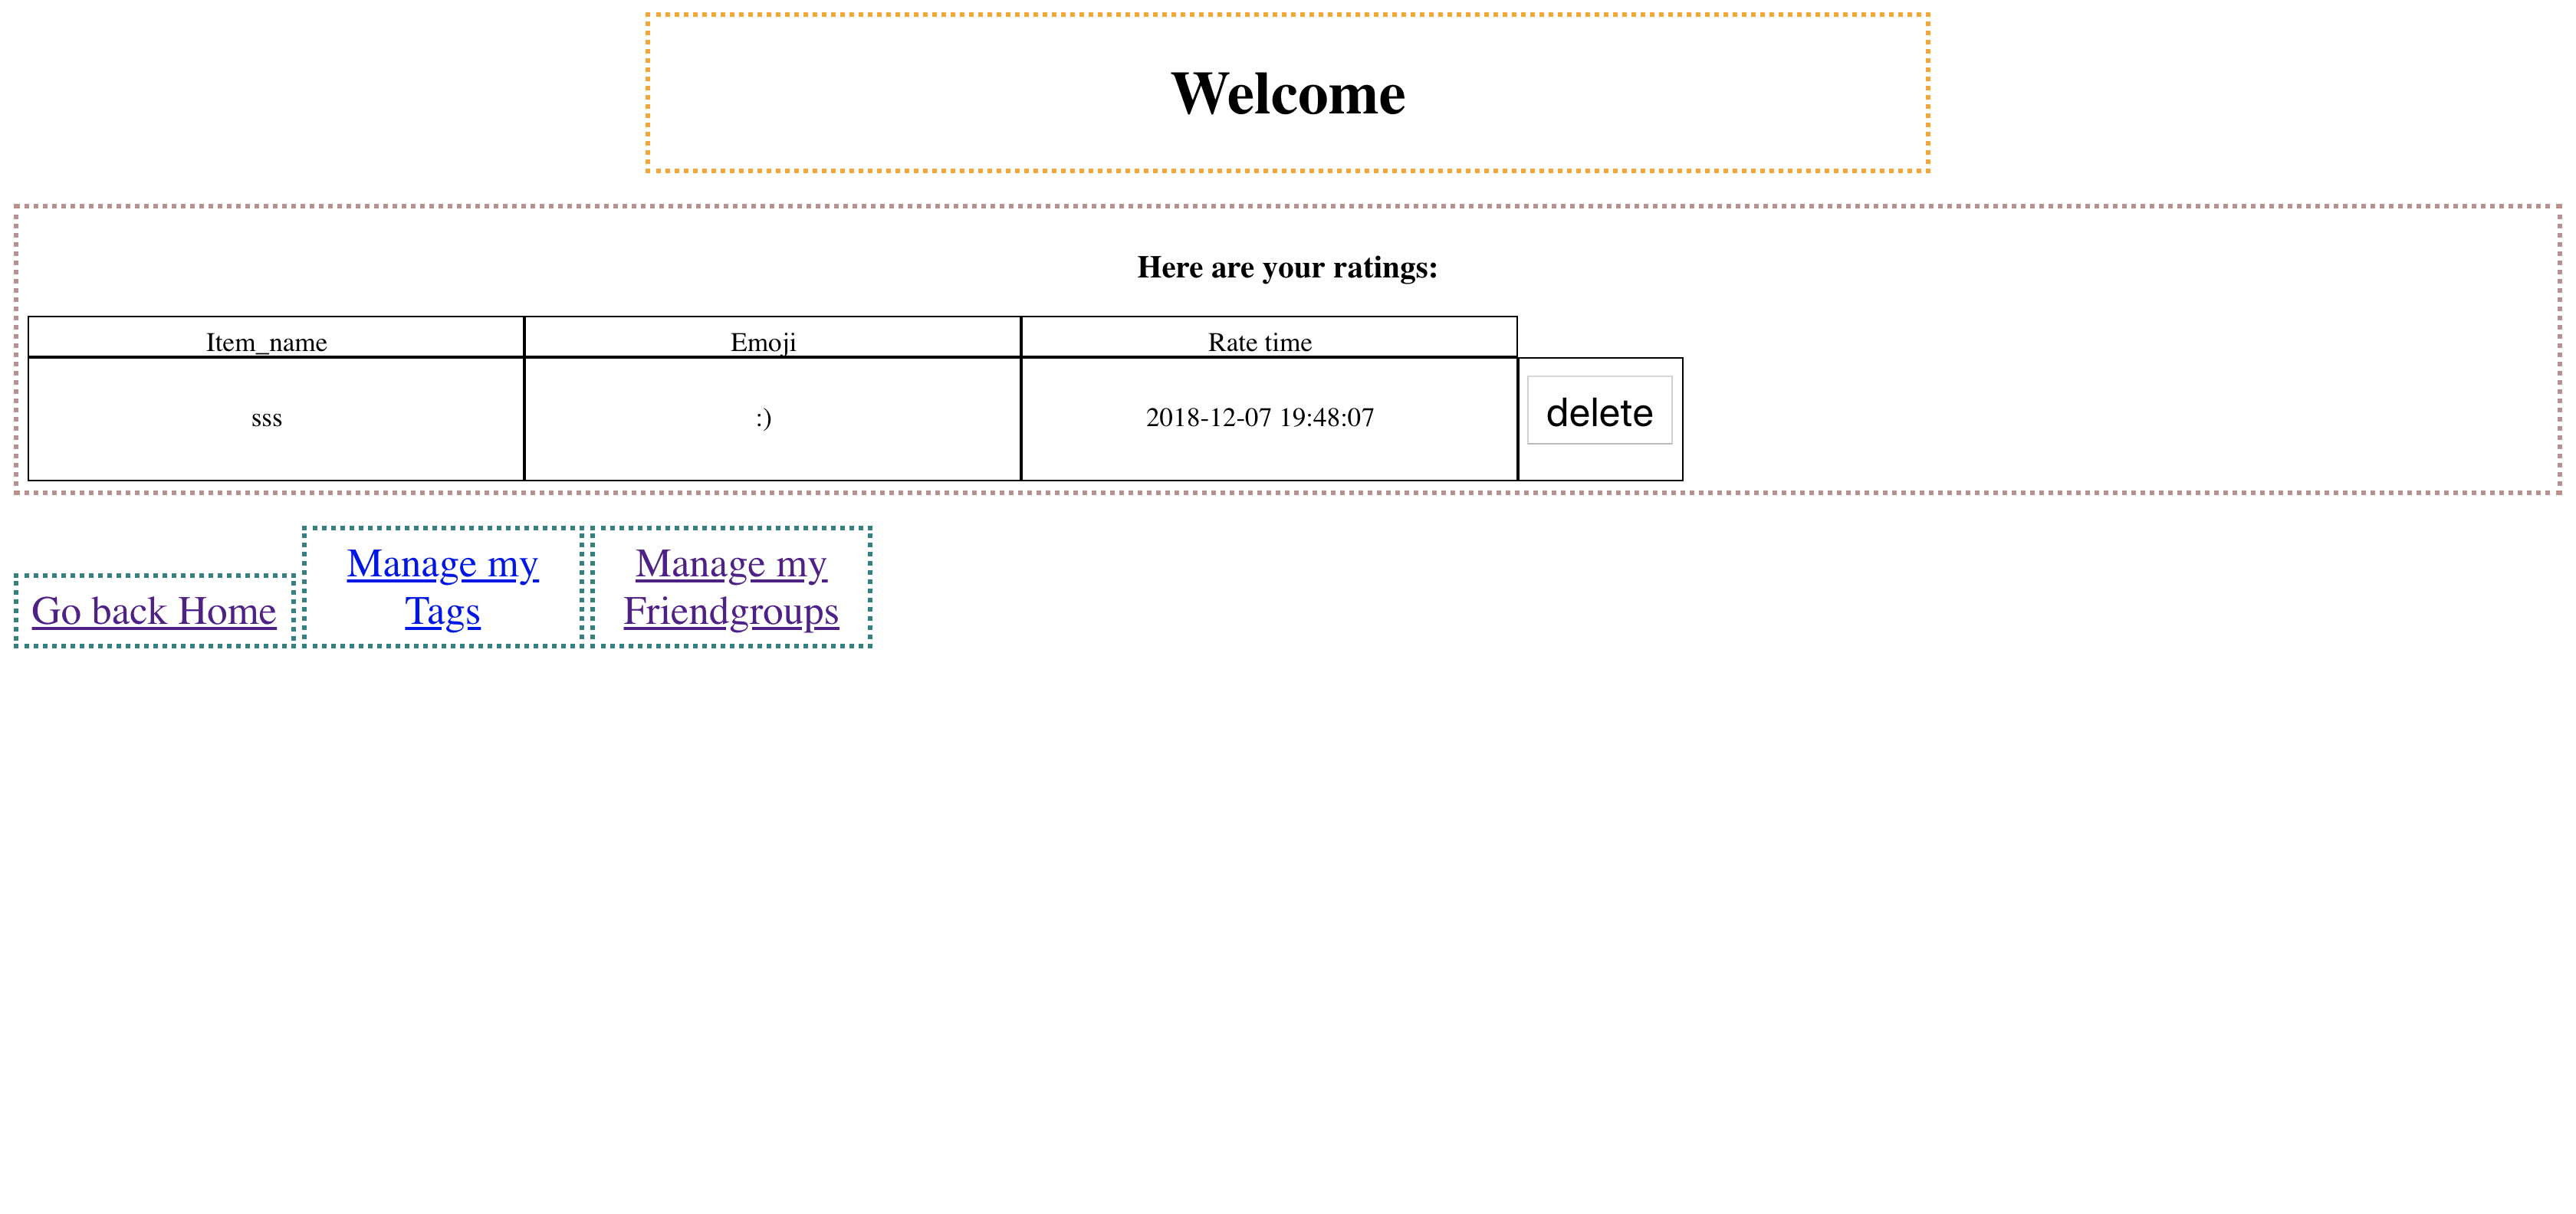 Welcome
Here are your ratings:
Item_name Emoji Rate time
sss :) 2018-12-07 19:48:07 delete
Manage my Manage my
Go back Home Tags Friendgroups